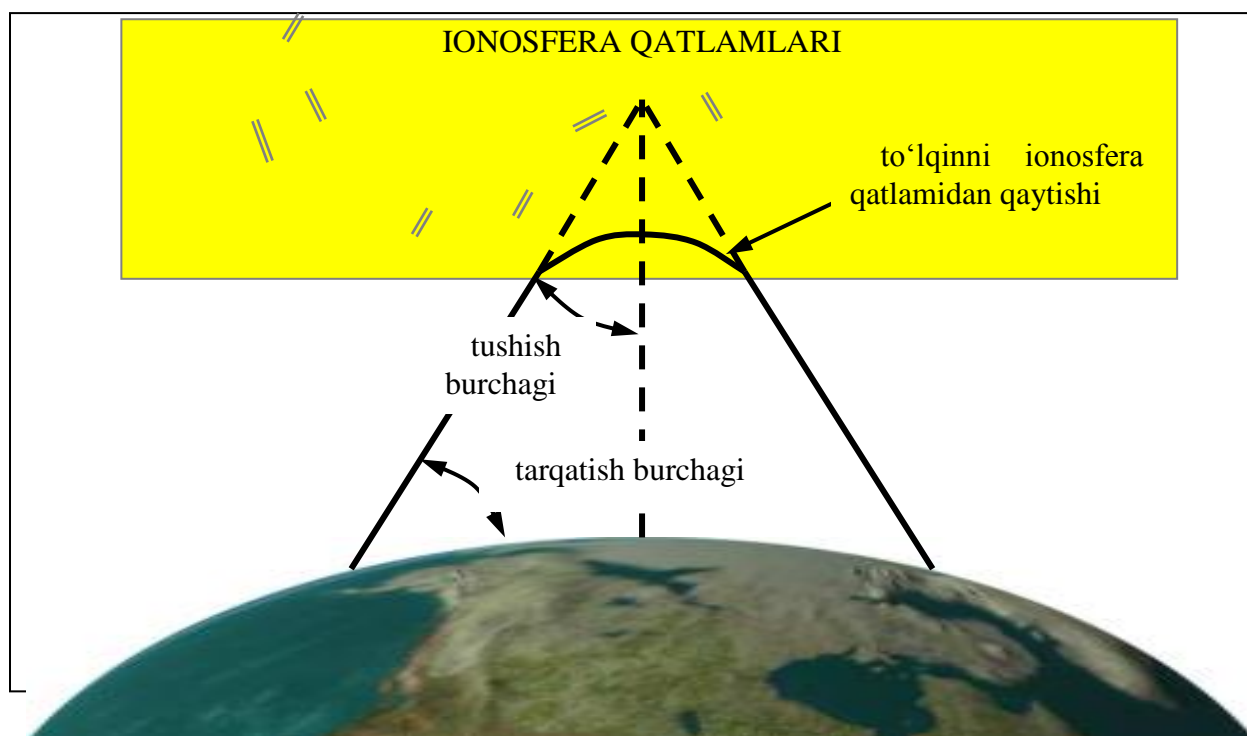 IONOSFERA QATLAMLARI
to‘lqinni ionosfera
qatlamidan qaytishi
tushish
burchagi
tarqatish burchagi